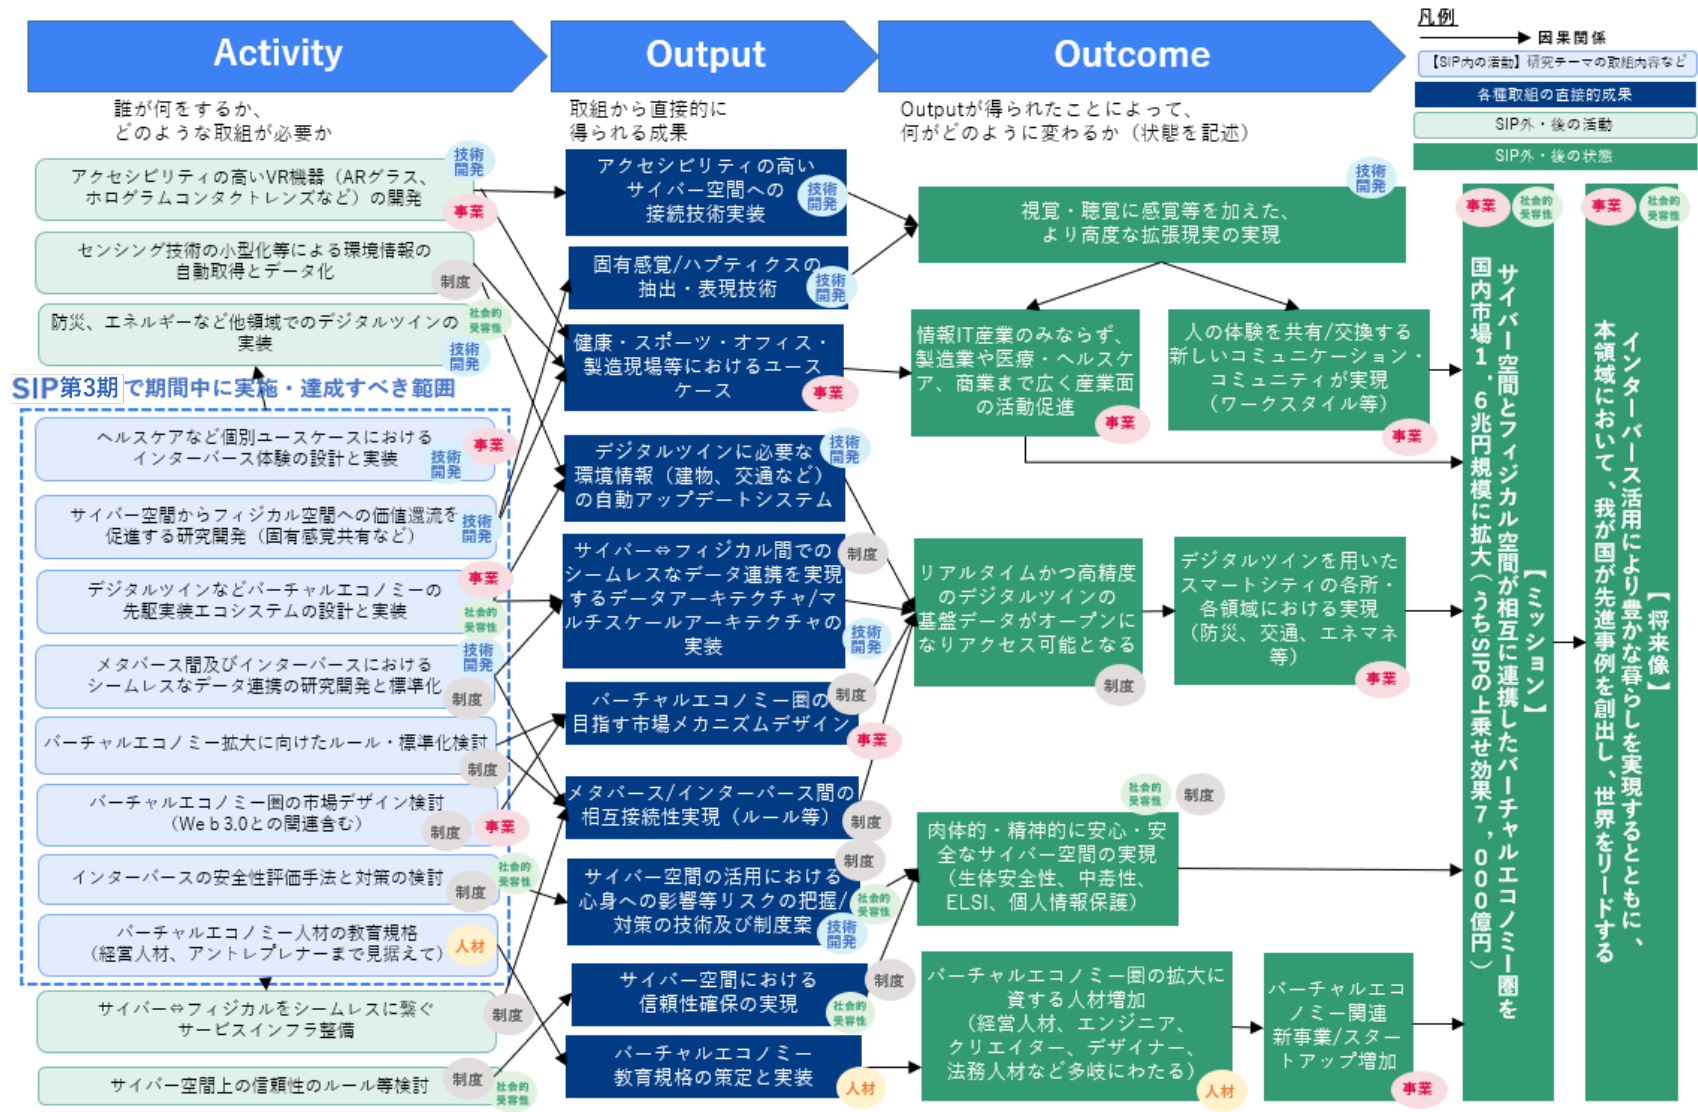 Activity
Output
Outcome
凡例
因果関係
【SIP内の活動】研究テーマの取組内容など
各種取組の直接的成果
SIP外・後の活動
SIP外・後の状態
誰が何をするか、
どのような取組が必要か
取組から直接的に
得られる成果
Outputが得られたことによって、
何がどのように変わるか（状態を記述）
アクセシビリティの高いVR機器（ARグラス、
ホログラムコンタクトレンズなど）の開発
技術
開発
事業
センシング技術の小型化等による環境情報の
自動取得とデータ化
制度
防災、エネルギーなど他領域でのデジタルツインの
実装
社会的
受容性
技術
開発
SIP第3期で期間中に実施・達成すべき範囲
ヘルスケアなど個別ユースケースにおける
インターバース体験の設計と実装
事業
技術
開発
サイバー空間からフィジカル空間への価値還流を
促進する研究開発（固有感覚共有など）
技術
開発
デジタルツインなどバーチャルエコノミーの
先駆実装エコシステムの設計と実装
事業
社会的
受容性
メタバース間及びインターバースにおける
シームレスなデータ連携の研究開発と標準化
技術
開発
制度
バーチャルエコノミー拡大に向けたルール・標準化検討
制度
バーチャルエコノミー圏の市場デザイン検討
（Web3.0との関連含む）
制度
事業
インターバースの安全性評価手法と対策の検討
制度
社会的
受容性
バーチャルエコノミー人材の教育規格
（経営人材、アントレプレナーまで見据えて）
人材
サイバー⇔フィジカルをシームレスに繋ぐ
サービスインフラ整備
制度
サイバー空間上の信頼性のルール等検討
制度
社会的
受容性
アクセシビリティの高い
サイバー空間への
接続技術実装
技術
開発
固有感覚/ハプティクスの
抽出・表現技術
技術
開発
健康・スポーツ・オフィス・
製造現場等におけるユース
ケース
事業
デジタルツインに必要な
環境情報（建物、交通など）
の自動アップデートシステム
技術
開発
サイバー⇔フィジカル間での
シームレスなデータ連携を実現
するデータアーキテクチャ/マ
ルチスケールアーキテクチャの
実装
制度
技術
開発
バーチャルエコノミー圏の
目指す市場メカニズムデザイン
制度
事業
メタバース/インターバース間の
相互接続性実現（ルール等）
制度
サイバー空間の活用における
心身への影響等リスクの把握/
対策の技術及び制度案
制度
社会的
受容性
技術
開発
サイバー空間における
信頼性確保の実現
制度
社会的
受容性
バーチャルエコノミー
教育規格の策定と実装
人材
視覚・聴覚に感覚等を加えた、
より高度な拡張現実の実現
技術
開発
情報IT産業のみならず、
製造業や医療・ヘルスケ
ア、商業まで広く産業面
の活動促進
事業
人の体験を共有/交換する
新しいコミュニケーション・
コミュニティが実現
（ワークスタイル等）
事業
リアルタイムかつ高精度
のデジタルツインの
基盤データがオープンに
なりアクセス可能となる
制度
デジタルツインを用いた
スマートシティの各所・
各領域における実現
（防災、交通、エネマネ
等）
事業
社会的
受容性
制度
肉体的・精神的に安心・安
全なサイバー空間の実現
（生体安全性、中毒性、
ELSI、個人情報保護）
バーチャルエコノミー圏の拡大に
資する人材増加
（経営人材、エンジニア、
クリエイター、デザイナー、
法務人材など多岐にわたる）
人材
バーチャルエコ
ノミー関連
新事業/スター
トアップ増加
事業
事業
社会的
受容性
【ミッション】
サイバー空間とフィジカル空間が相互に連携したバーチャルエコノミー圏を
国内市場1.6兆円規模に拡大（うちSIPの上乗せ効果7,000億円）
事業
社会的
受容性
【将来像】
インターバース活用により豊かな暮らしを実現するとともに、
本領域において、我が国が先進事例を創出し、世界をリードする